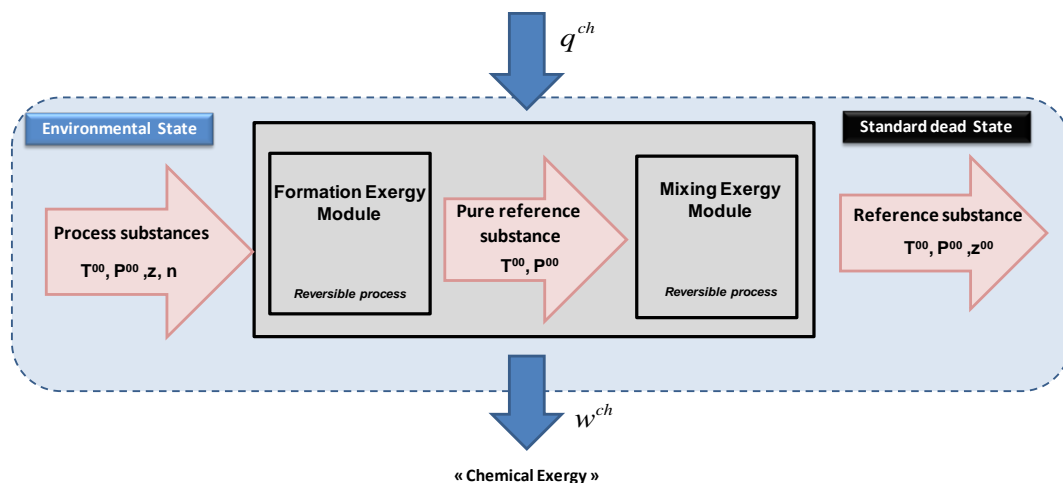 q^ch
Environmental State
Standard dead State
Formation Exergy
Module
Reversible process
Mixing Exergy
Module
Reversible process
Process substances
T⁰⁰, P⁰⁰ ,z, n
Pure reference
substance
T⁰⁰, P⁰⁰
Reference substance
T⁰⁰, P⁰⁰ ,z⁰⁰
w^ch
« Chemical Exergy »